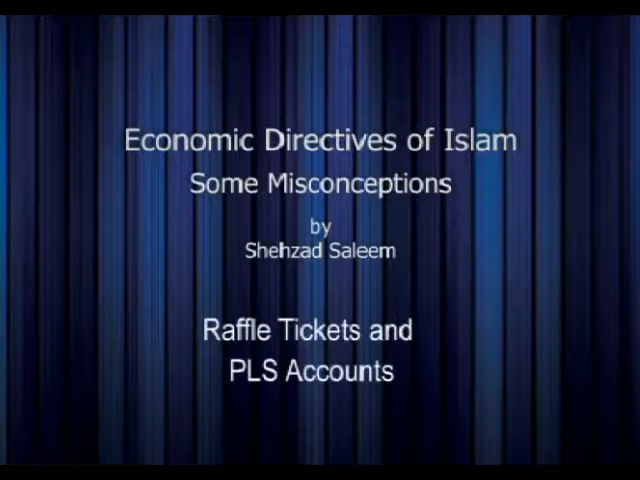 Economic Directives of Islam
Some Misconceptions
by
Shehzad Saleem
Raffle Tickets and
PLS Accounts